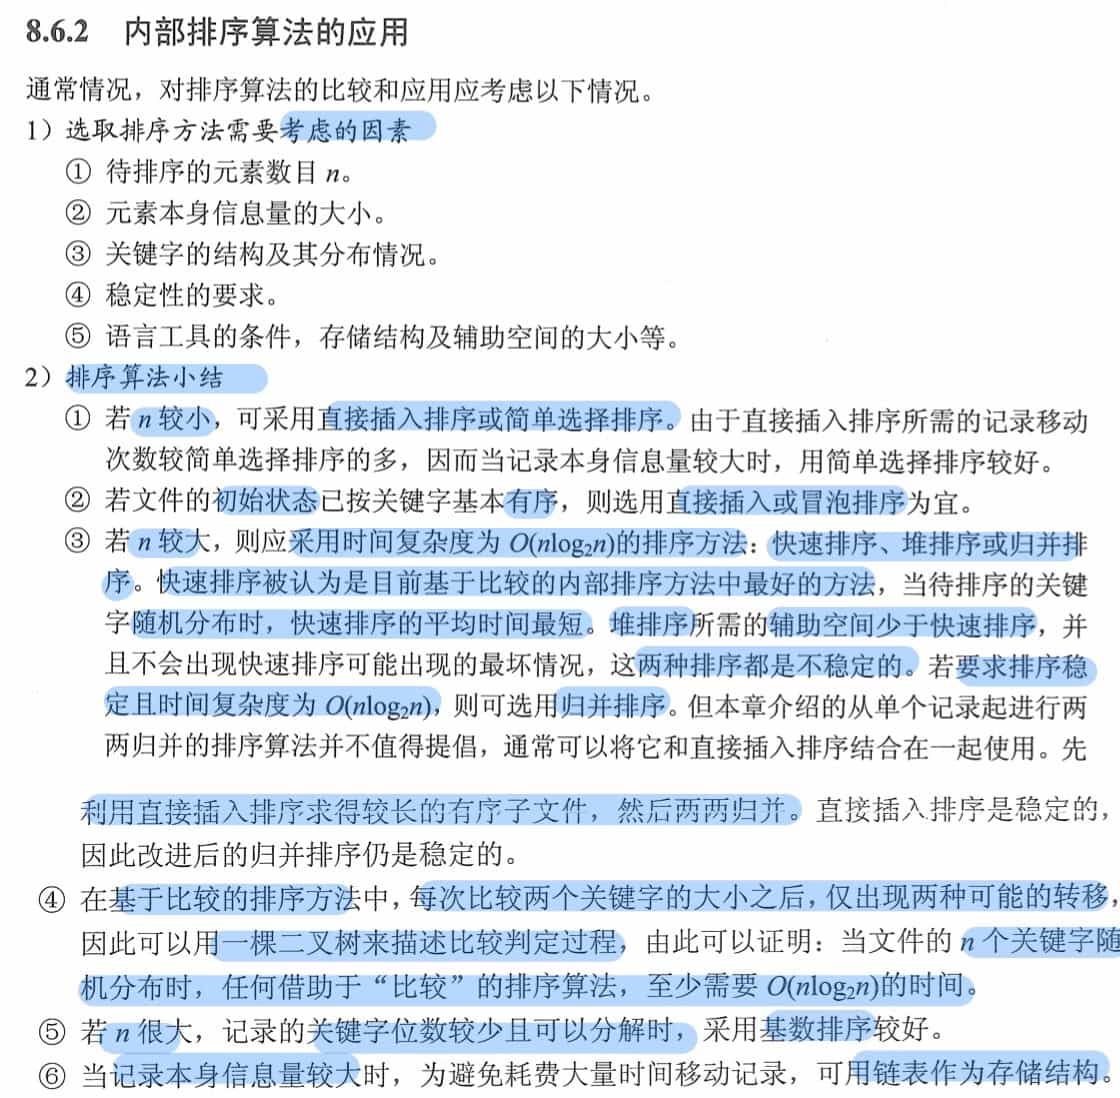 8.6.2 内部排序算法的应用
通常情况，对排序算法的比较和应用应考虑以下情况。
1）选取排序方法需要考虑的因素
① 待排序的元素数目 n。
② 元素本身信息量的大小。
③ 关键字的结构及其分布情况。
④ 稳定性的要求。
⑤ 语言工具的条件，存储结构及辅助空间的大小等。
2）排序算法小结
① 若 n 较小，可采用直接插入排序或简单选择排序。由于直接插入排序所需的记录移动
次数较简单选择排序的多，因而当记录本身信息量较大时，用简单选择排序较好。
② 若文件的初始状态已按关键字基本有序，则选用直接插入或冒泡排序为宜。
③ 若 n 较大，则应采用时间复杂度为 O(nlog₂n)的排序方法：快速排序、堆排序或归并排
序。快速排序被认为是目前基于比较的内部排序方法中最好的方法，当待排序的关键
字随机分布时，快速排序的平均时间最短。堆排序所需的辅助空间少于快速排序，并
且不会出现快速排序可能出现的最坏情况，这两种排序都是不稳定的。若要求排序稳
定且时间复杂度为 O(nlog₂n)，则可选用归并排序。但本章介绍的从单个记录起进行两
两归并的排序算法并不值得提倡，通常可以将它和直接插入排序结合在一起使用。先
利用直接插入排序求得较长的有序子文件，然后两两归并。直接插入排序是稳定的，
因此改进后的归并排序仍是稳定的。
④ 在基于比较的排序方法中，每次比较两个关键字的大小之后，仅出现两种可能的转移，
因此可以用一棵二叉树来描述比较判定过程，由此可以证明：当文件的 n 个关键字随
机分布时，任何借助于“比较”的排序算法，至少需要 O(nlog₂n)的时间。
⑤ 若 n 很大，记录的关键字位数较少且可以分解时，采用基数排序较好。
⑥ 当记录本身信息量较大时，为避免耗费大量时间移动记录，可用链表作为存储结构。